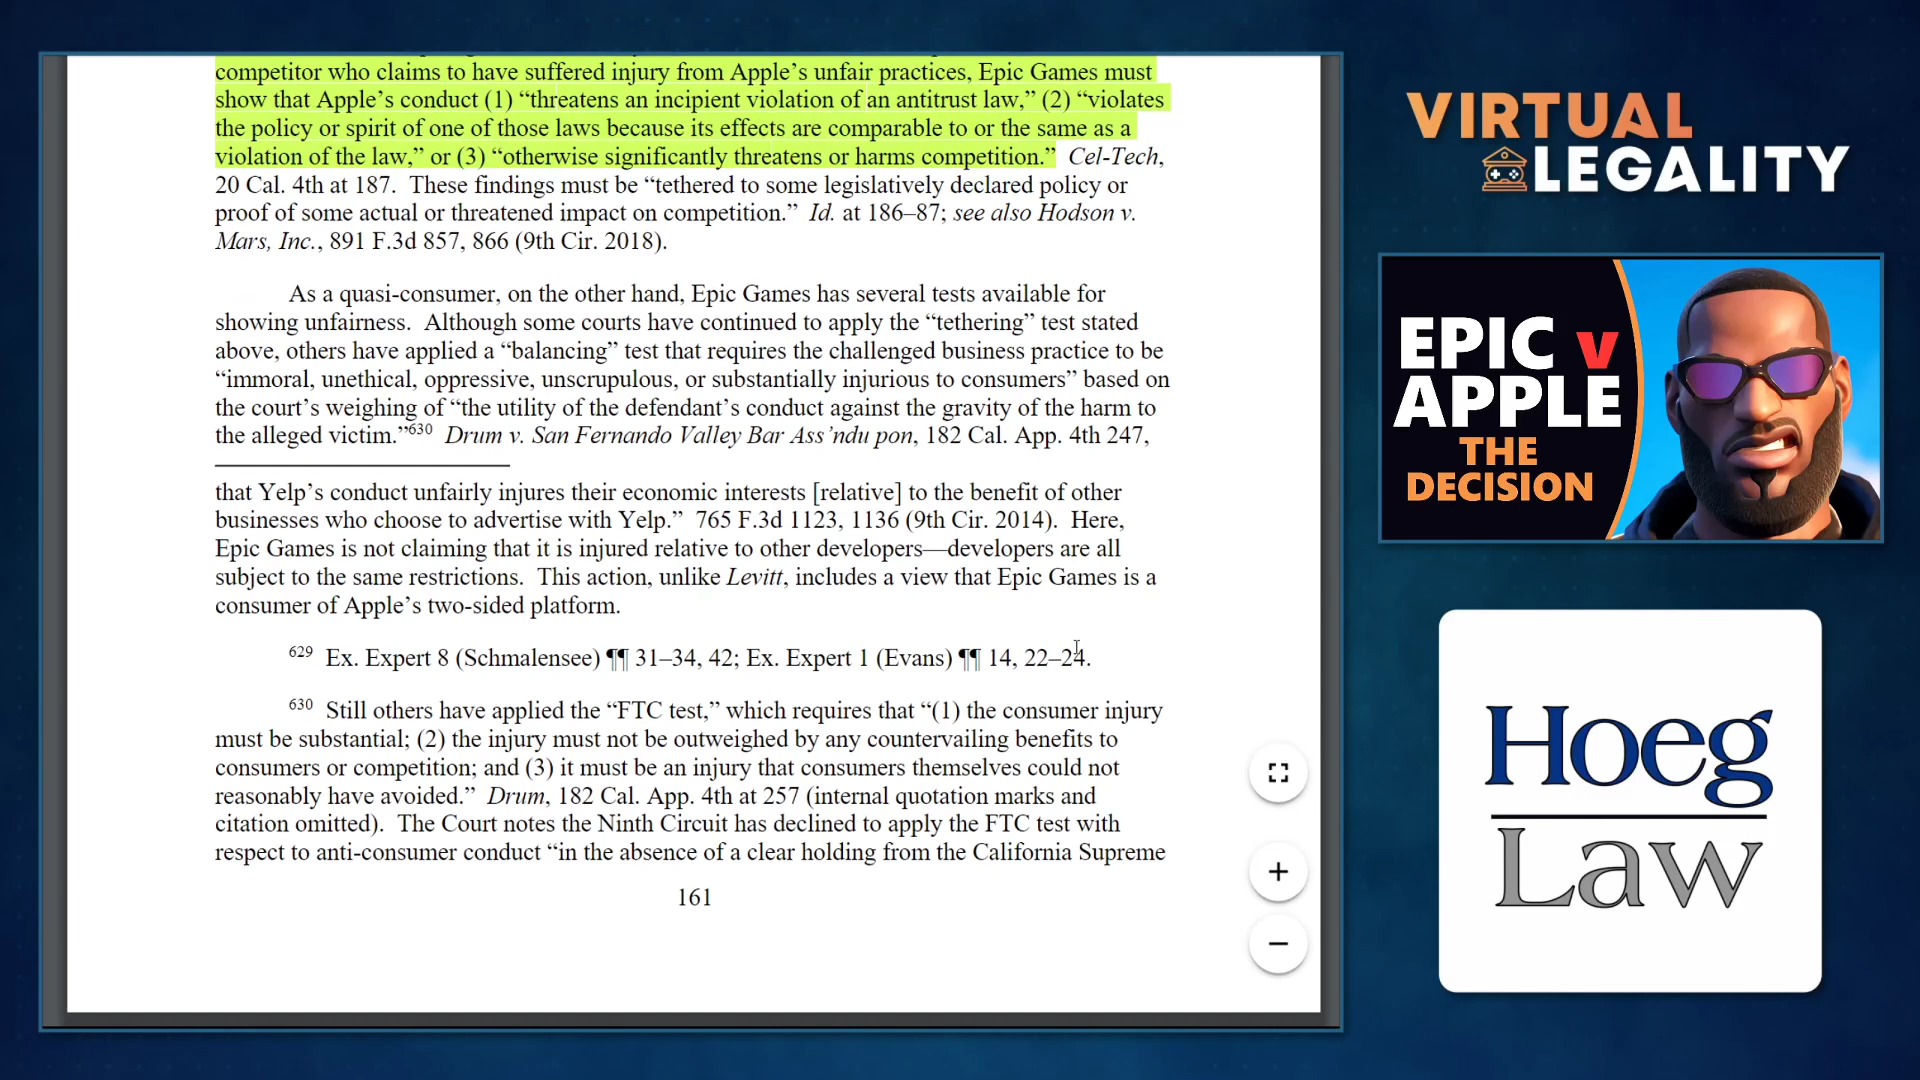 competitor who claims to have suffered injury from Apple’s unfair practices, Epic Games must
show that Apple’s conduct (1) “threatens an incipient violation of an antitrust law,” (2) “violates
the policy or spirit of one of those laws because its effects are comparable to or the same as a
violation of the law,” or (3) “otherwise significantly threatens or harms competition.” Cel-Tech,
20 Cal. 4th at 187. These findings must be “tethered to some legislatively declared policy or
proof of some actual or threatened impact on competition.” Id. at 186–87; see also Hodson v.
Mars, Inc., 891 F.3d 857, 866 (9th Cir. 2018).
As a quasi-consumer, on the other hand, Epic Games has several tests available for
showing unfairness. Although some courts have continued to apply the “tethering” test stated
above, others have applied a “balancing” test that requires the challenged business practice to be
“immoral, unethical, oppressive, unscrupulous, or substantially injurious to consumers” based on
the court’s weighing of “the utility of the defendant’s conduct against the gravity of the harm to
the alleged victim.”630 Drum v. San Fernando Valley Bar Ass’ndu pon, 182 Cal. App. 4th 247,
that Yelp’s conduct unfairly injures their economic interests [relative] to the benefit of other
businesses who choose to advertise with Yelp.” 765 F.3d 1123, 1136 (9th Cir. 2014). Here,
Epic Games is not claiming that it is injured relative to other developers—developers are all
subject to the same restrictions. This action, unlike Levitt, includes a view that Epic Games is a
consumer of Apple’s two-sided platform.
629 Ex. Expert 8 (Schmalensee) ¶¶ 31–34, 42; Ex. Expert 1 (Evans) ¶¶ 14, 22–24.
630 Still others have applied the “FTC test,” which requires that “(1) the consumer injury
must be substantial; (2) the injury must not be outweighed by any countervailing benefits to
consumers or competition; and (3) it must be an injury that consumers themselves could not
reasonably have avoided.” Drum, 182 Cal. App. 4th at 257 (internal quotation marks and
citation omitted). The Court notes the Ninth Circuit has declined to apply the FTC test with
respect to anti-consumer conduct “in the absence of a clear holding from the California Supreme
161
VIRTUAL
LEGALITY
EPIC v
APPLE
THE
DECISION
Hoeg
Law